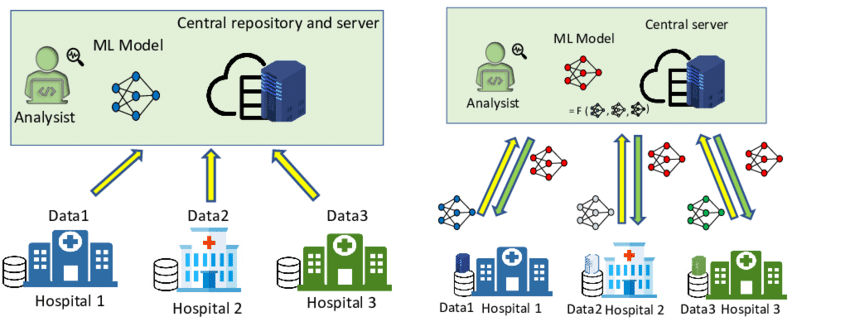 Central repository and server
ML Model
Analysist
Data1
Data2
Data3
Hospital 1
Hospital 2
Hospital 3
Central server
ML Model
Analysist
= F ( , , )
Data1 Hospital 1
Data2 Hospital 2
Data3 Hospital 3